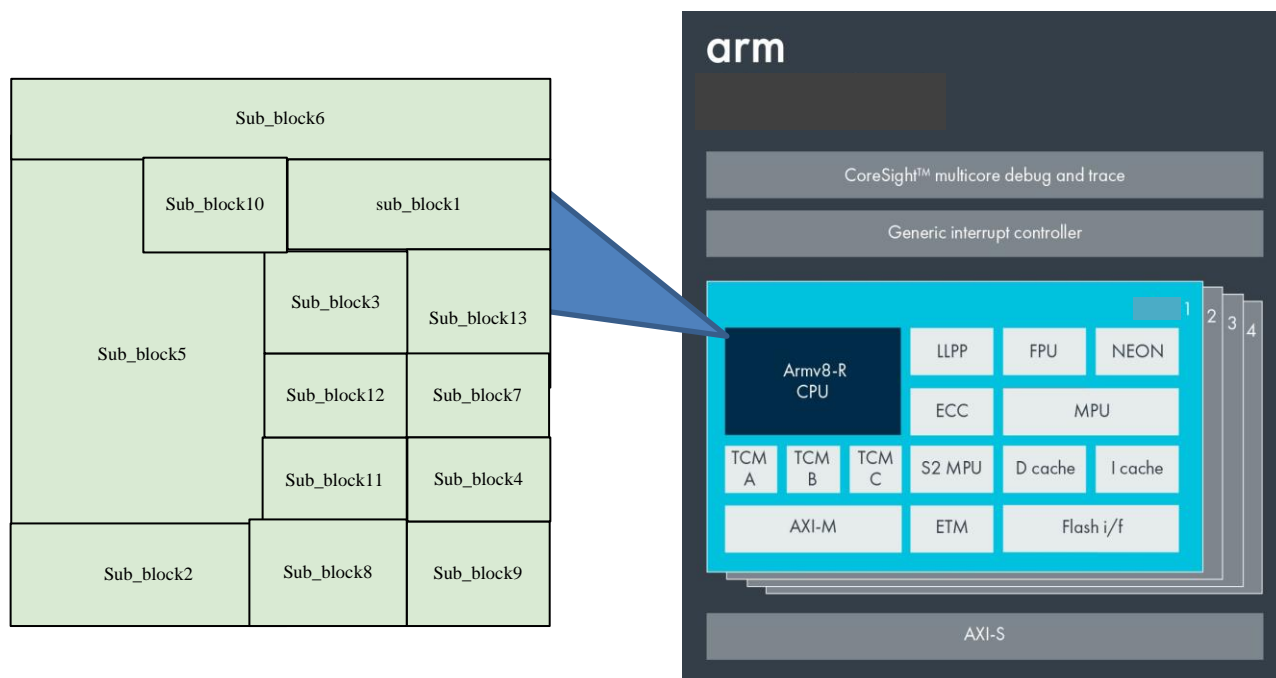 Sub_block6
Sub_block10
sub_block1
Sub_block3
Sub_block13
Sub_block5
Sub_block12
Sub_block7
Sub_block11
Sub_block4
Sub_block2
Sub_block8
Sub_block9
arm
CoreSight™ multicore debug and trace
Generic interrupt controller
1
2
3
4
Armv8-R
CPU
LLPP
FPU
NEON
ECC
MPU
TCM
A
TCM
B
TCM
C
S2 MPU
D cache
I cache
AXI-M
ETM
Flash i/f
AXI-S